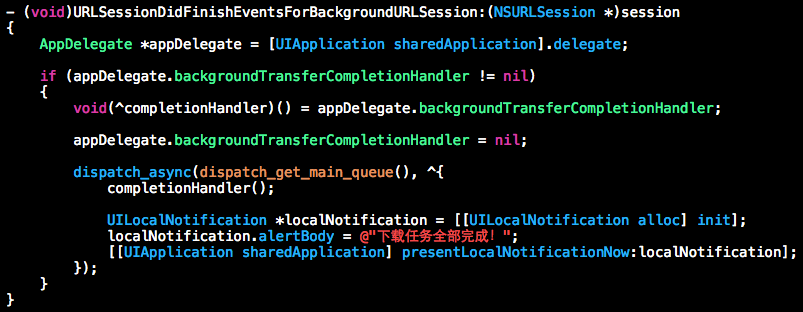 - (void)URLSessionDidFinishEventsForBackgroundURLSession:(NSURLSession *)session
{
    AppDelegate *appDelegate = [UIApplication sharedApplication].delegate;

    if (appDelegate.backgroundTransferCompletionHandler != nil)
    {
        void(^completionHandler)() = appDelegate.backgroundTransferCompletionHandler;

        appDelegate.backgroundTransferCompletionHandler = nil;

        dispatch_async(dispatch_get_main_queue(), ^{
            completionHandler();

            UILocalNotification *localNotification = [[UILocalNotification alloc] init];
            localNotification.alertBody = @"下载任务全部完成！";
            [[UIApplication sharedApplication] presentLocalNotificationNow:localNotification];
        });
    }
}